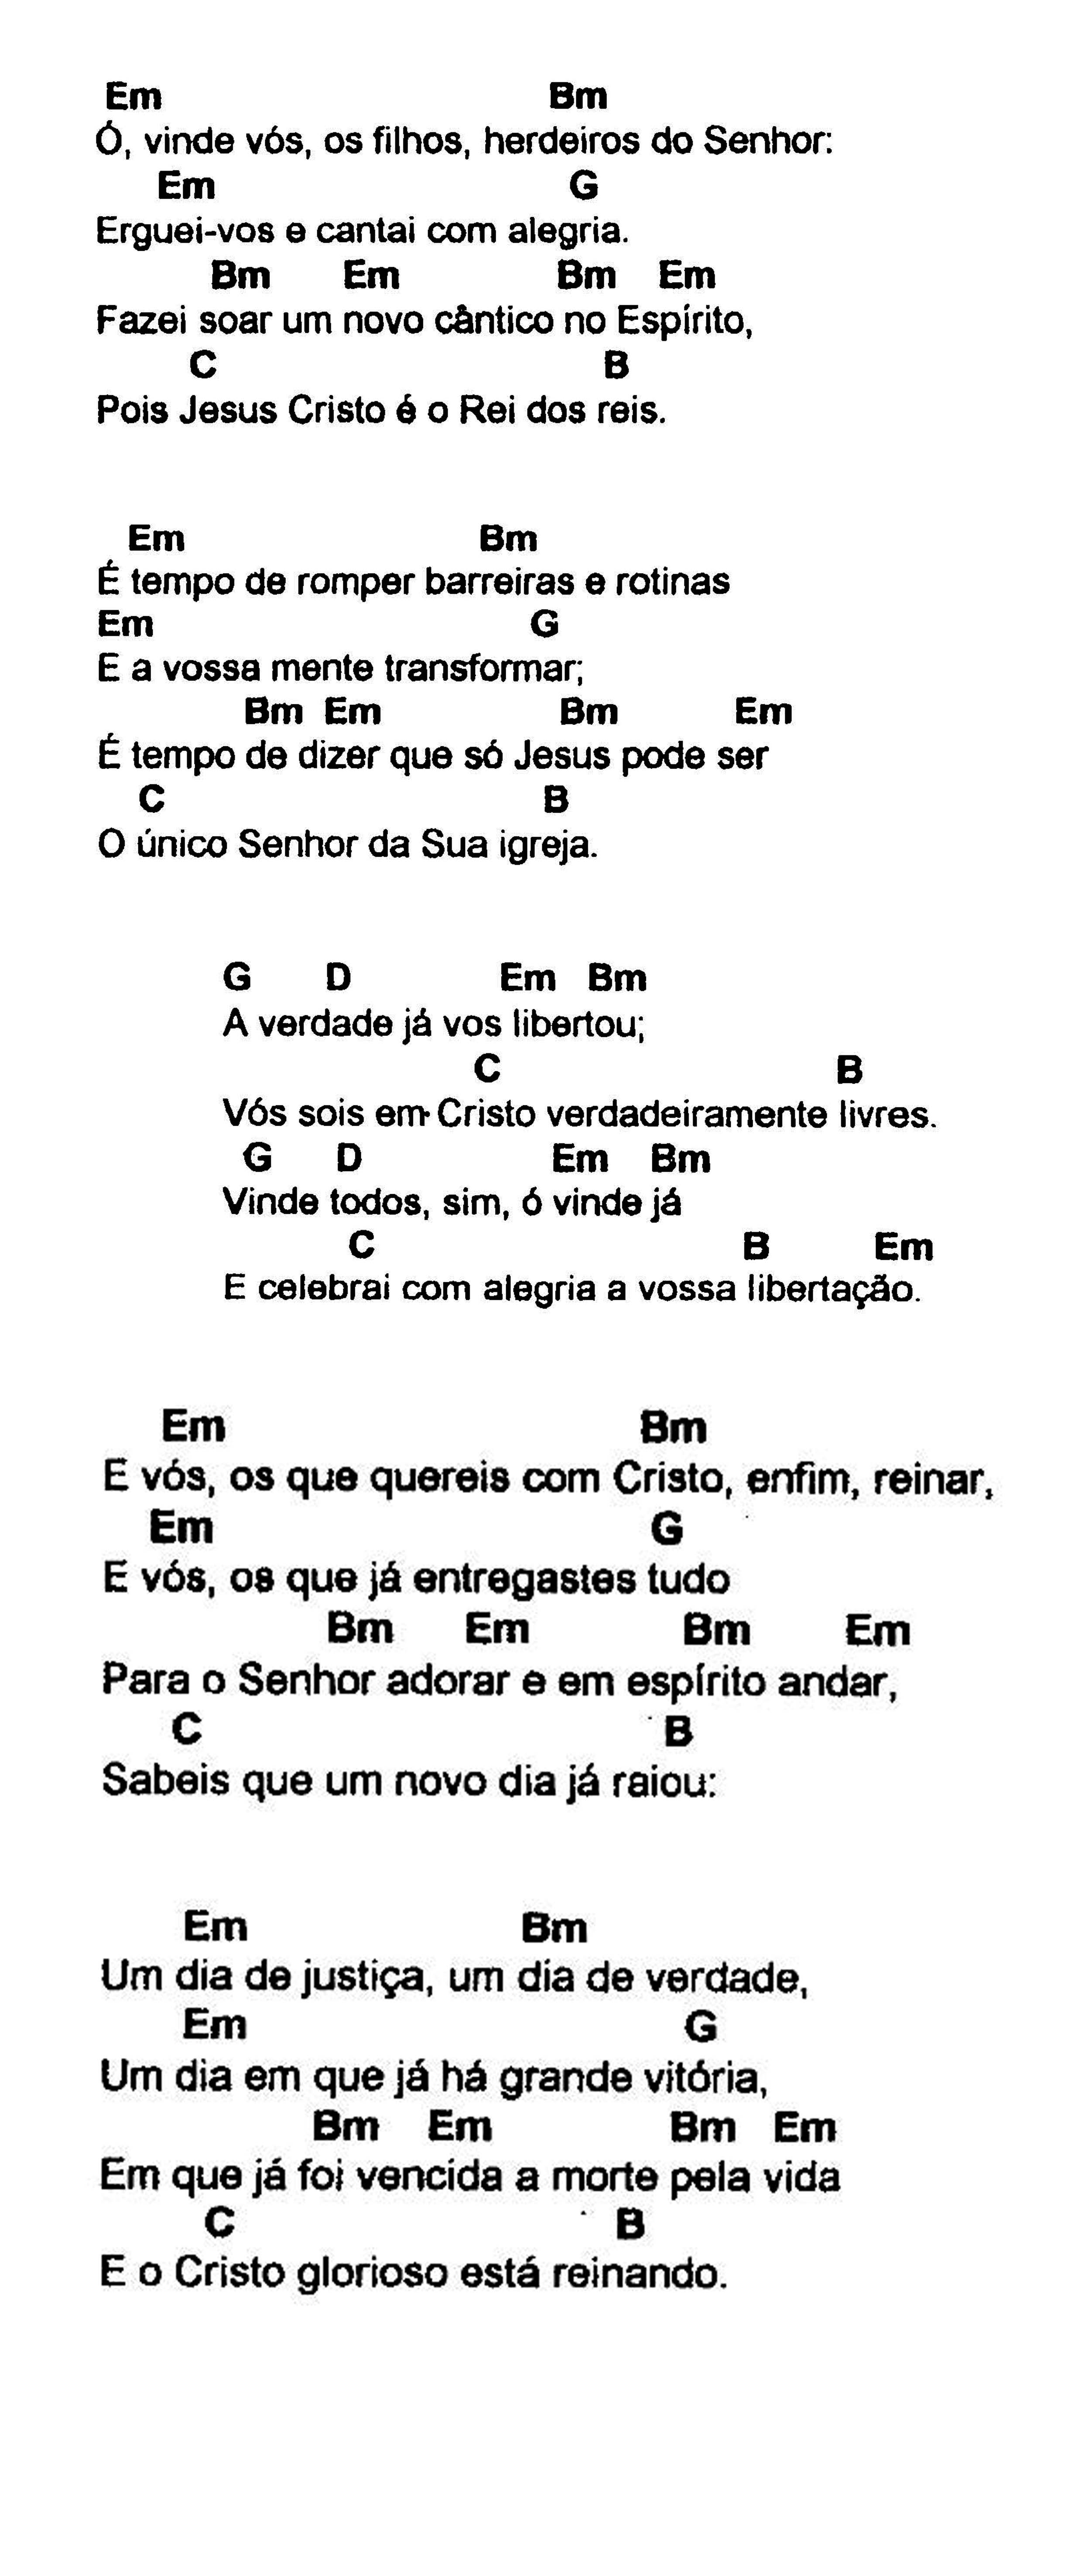 Em Bm
Ó, vinde vós, os filhos, herdeiros do Senhor:
Em G
Erguei-vos e cantai com alegria.
Bm Em Bm Em
Fazei soar um novo cântico no Espírito,
C B
Pois Jesus Cristo é o Rei dos reis.
Em Bm
É tempo de romper barreiras e rotinas
Em G
E a vossa mente transformar;
Bm Em Bm Em
É tempo de dizer que só Jesus pode ser
C B
O único Senhor da Sua igreja.
G D Em Bm
A verdade já vos libertou;
C B
Vós sois em Cristo verdadeiramente livres.
G D Em Bm
Vinde todos, sim, ó vinde já
C B Em
E celebrai com alegria a vossa libertação.
Em Bm
E vós, os que quereis com Cristo, enfim, reinar,
Em G
E vós, os que já entregastes tudo
Bm Em Bm Em
Para o Senhor adorar e em espírito andar,
C B
Sabeis que um novo dia já raiou:
Em Bm
Um dia de justiça, um dia de verdade,
Em G
Um dia em que já há grande vitória,
Bm Em Bm Em
Em que já foi vencida a morte pela vida
C B
E o Cristo glorioso está reinando.